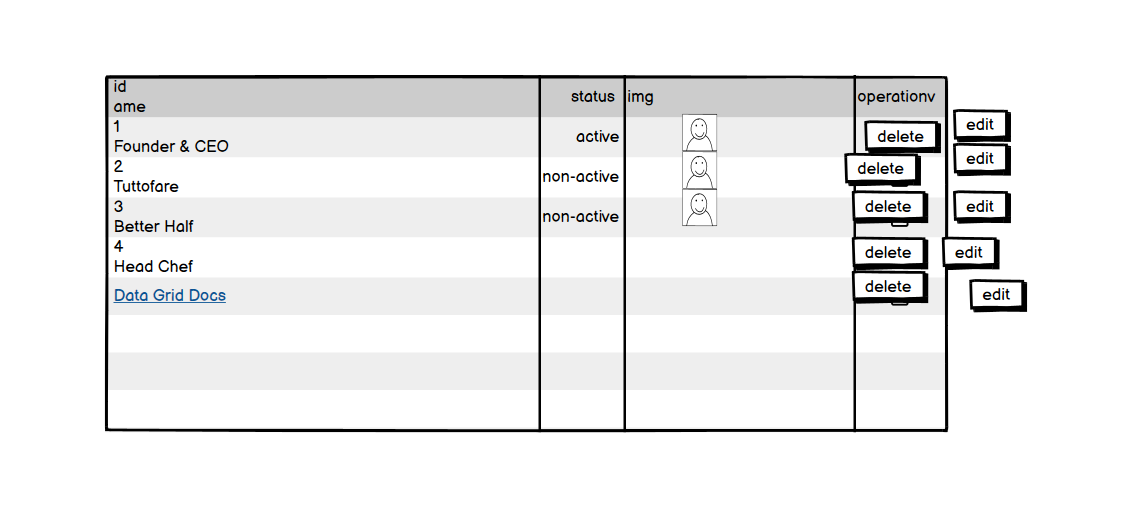 id
ame
status
img
operationv
1
Founder & CEO
active
delete
edit
2
Tuttofare
non-active
delete
edit
3
Better Half
non-active
delete
edit
4
Head Chef
delete
edit
Data Grid Docs
delete
edit